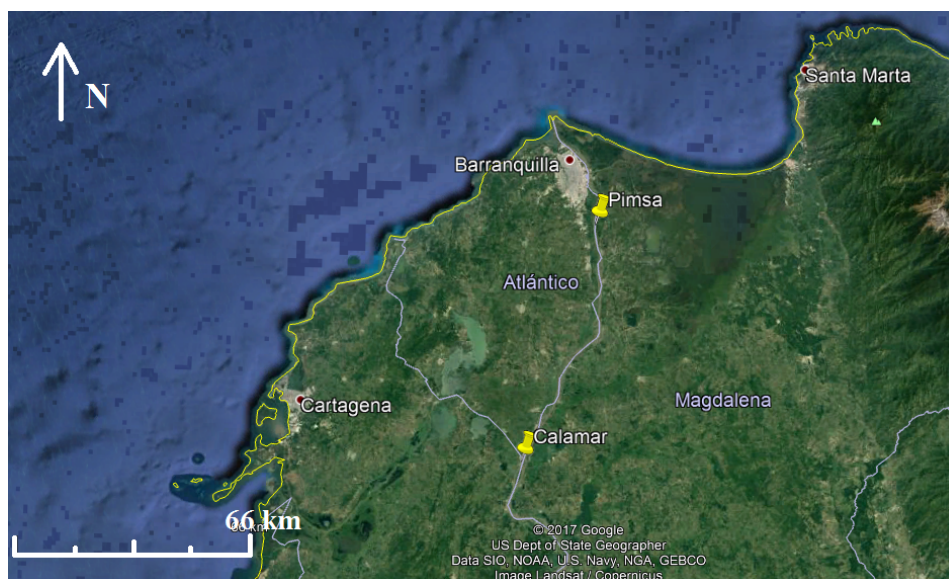 N
Santa Marta
Barranquilla
Pimsa
Atlántico
Magdalena
Cartagena
Calamar
66 km
© 2017 Google
US Dept of State Geographer
Data SIO, NOAA, U.S. Navy, NGA, GEBCO
Image Landsat / Copernicus